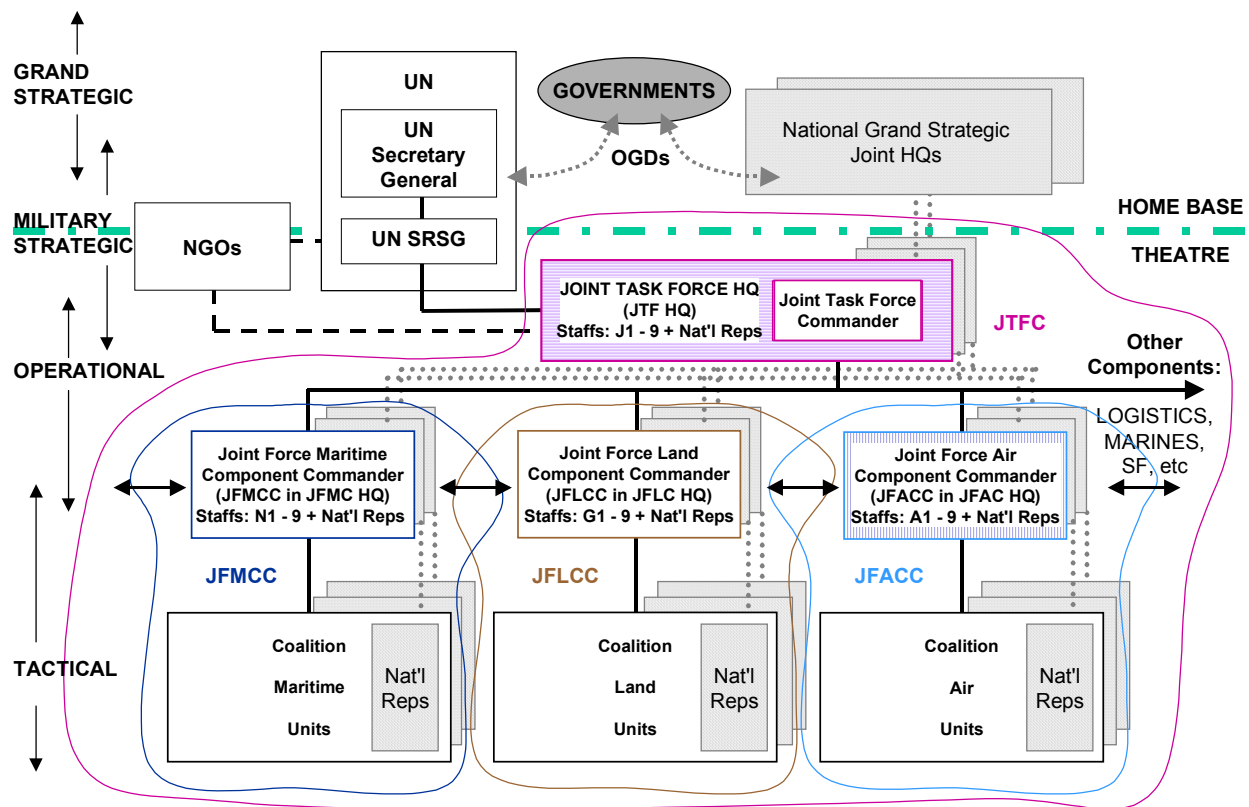 GRAND
STRATEGIC
UN
UN
Secretary
General
UN SRSG
GOVERNMENTS
OGDs
National Grand Strategic
Joint HQs
MILITARY
STRATEGIC
NGOs
HOME BASE
THEATRE
JOINT TASK FORCE HQ
(JTF HQ)
Staffs: J1 - 9 + Nat'l Reps
Joint Task Force
Commander
JTFC
OPERATIONAL
Other
Components:
LOGISTICS,
MARINES,
SF, etc
Joint Force Maritime
Component Commander
(JFMCC in JFMC HQ)
Staffs: N1 - 9 + Nat'l Reps
Joint Force Land
Component Commander
(JFLCC in JFLC HQ)
Staffs: G1 - 9 + Nat'l Reps
Joint Force Air
Component Commander
(JFACC in JFAC HQ)
Staffs: A1 - 9 + Nat'l Reps
JFMCC
JFLCC
JFACC
TACTICAL
Coalition
Maritime
Units
Nat'l
Reps
Coalition
Land
Units
Nat'l
Reps
Coalition
Air
Units
Nat'l
Reps